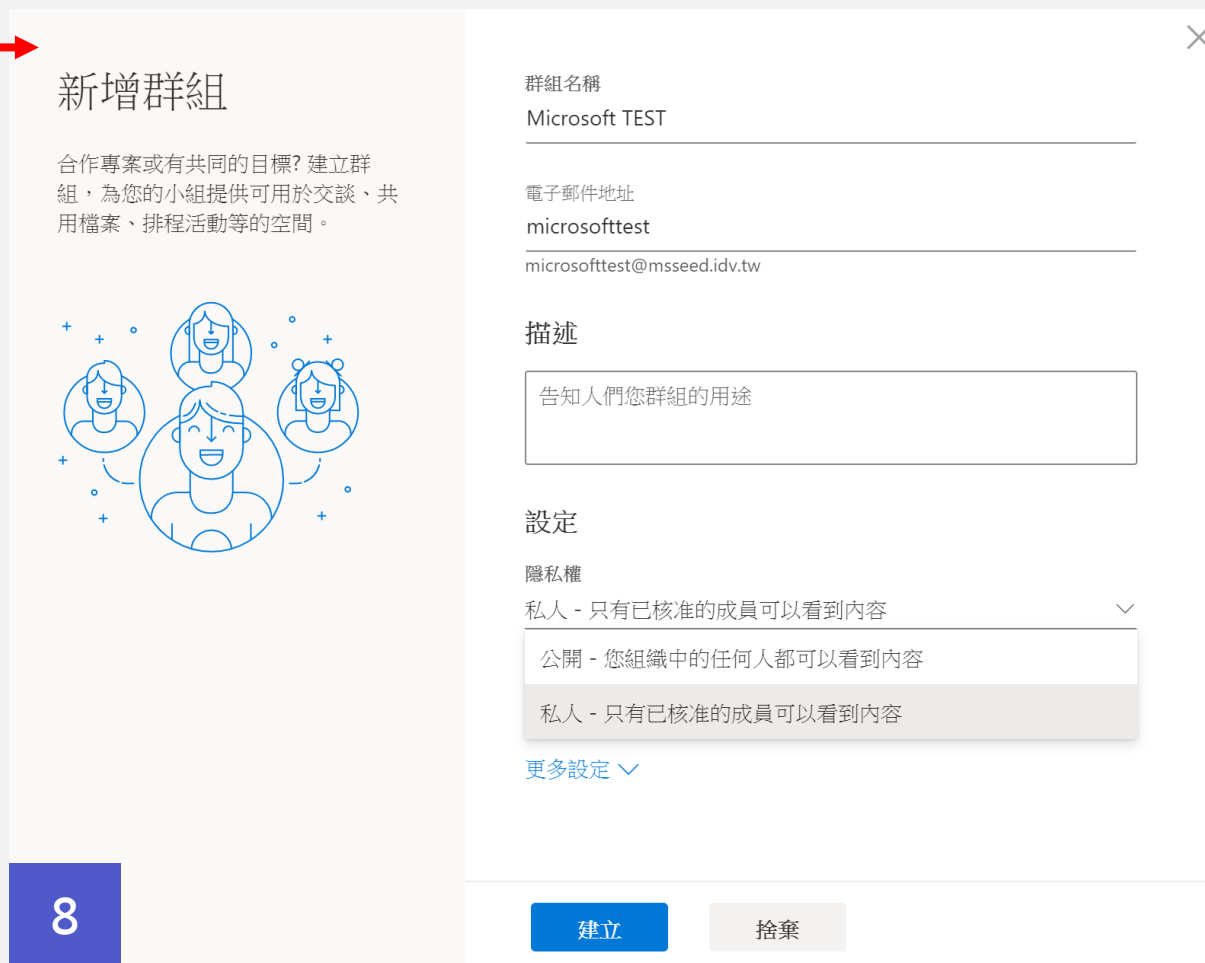 新增群組
合作專案或有共同的目標? 建立群
組，為您的小組提供可用於交談、共
用檔案、排程活動等的空間。
群組名稱
Microsoft TEST
電子郵件地址
microsofttest
microsofttest@msseed.idv.tw
描述
告知人們您群組的用途
設定
隱私權
私人 - 只有已核准的成員可以看到內容
公開 - 您組織中的任何人都可以看到內容
私人 - 只有已核准的成員可以看到內容
更多設定
8
建立
捨棄